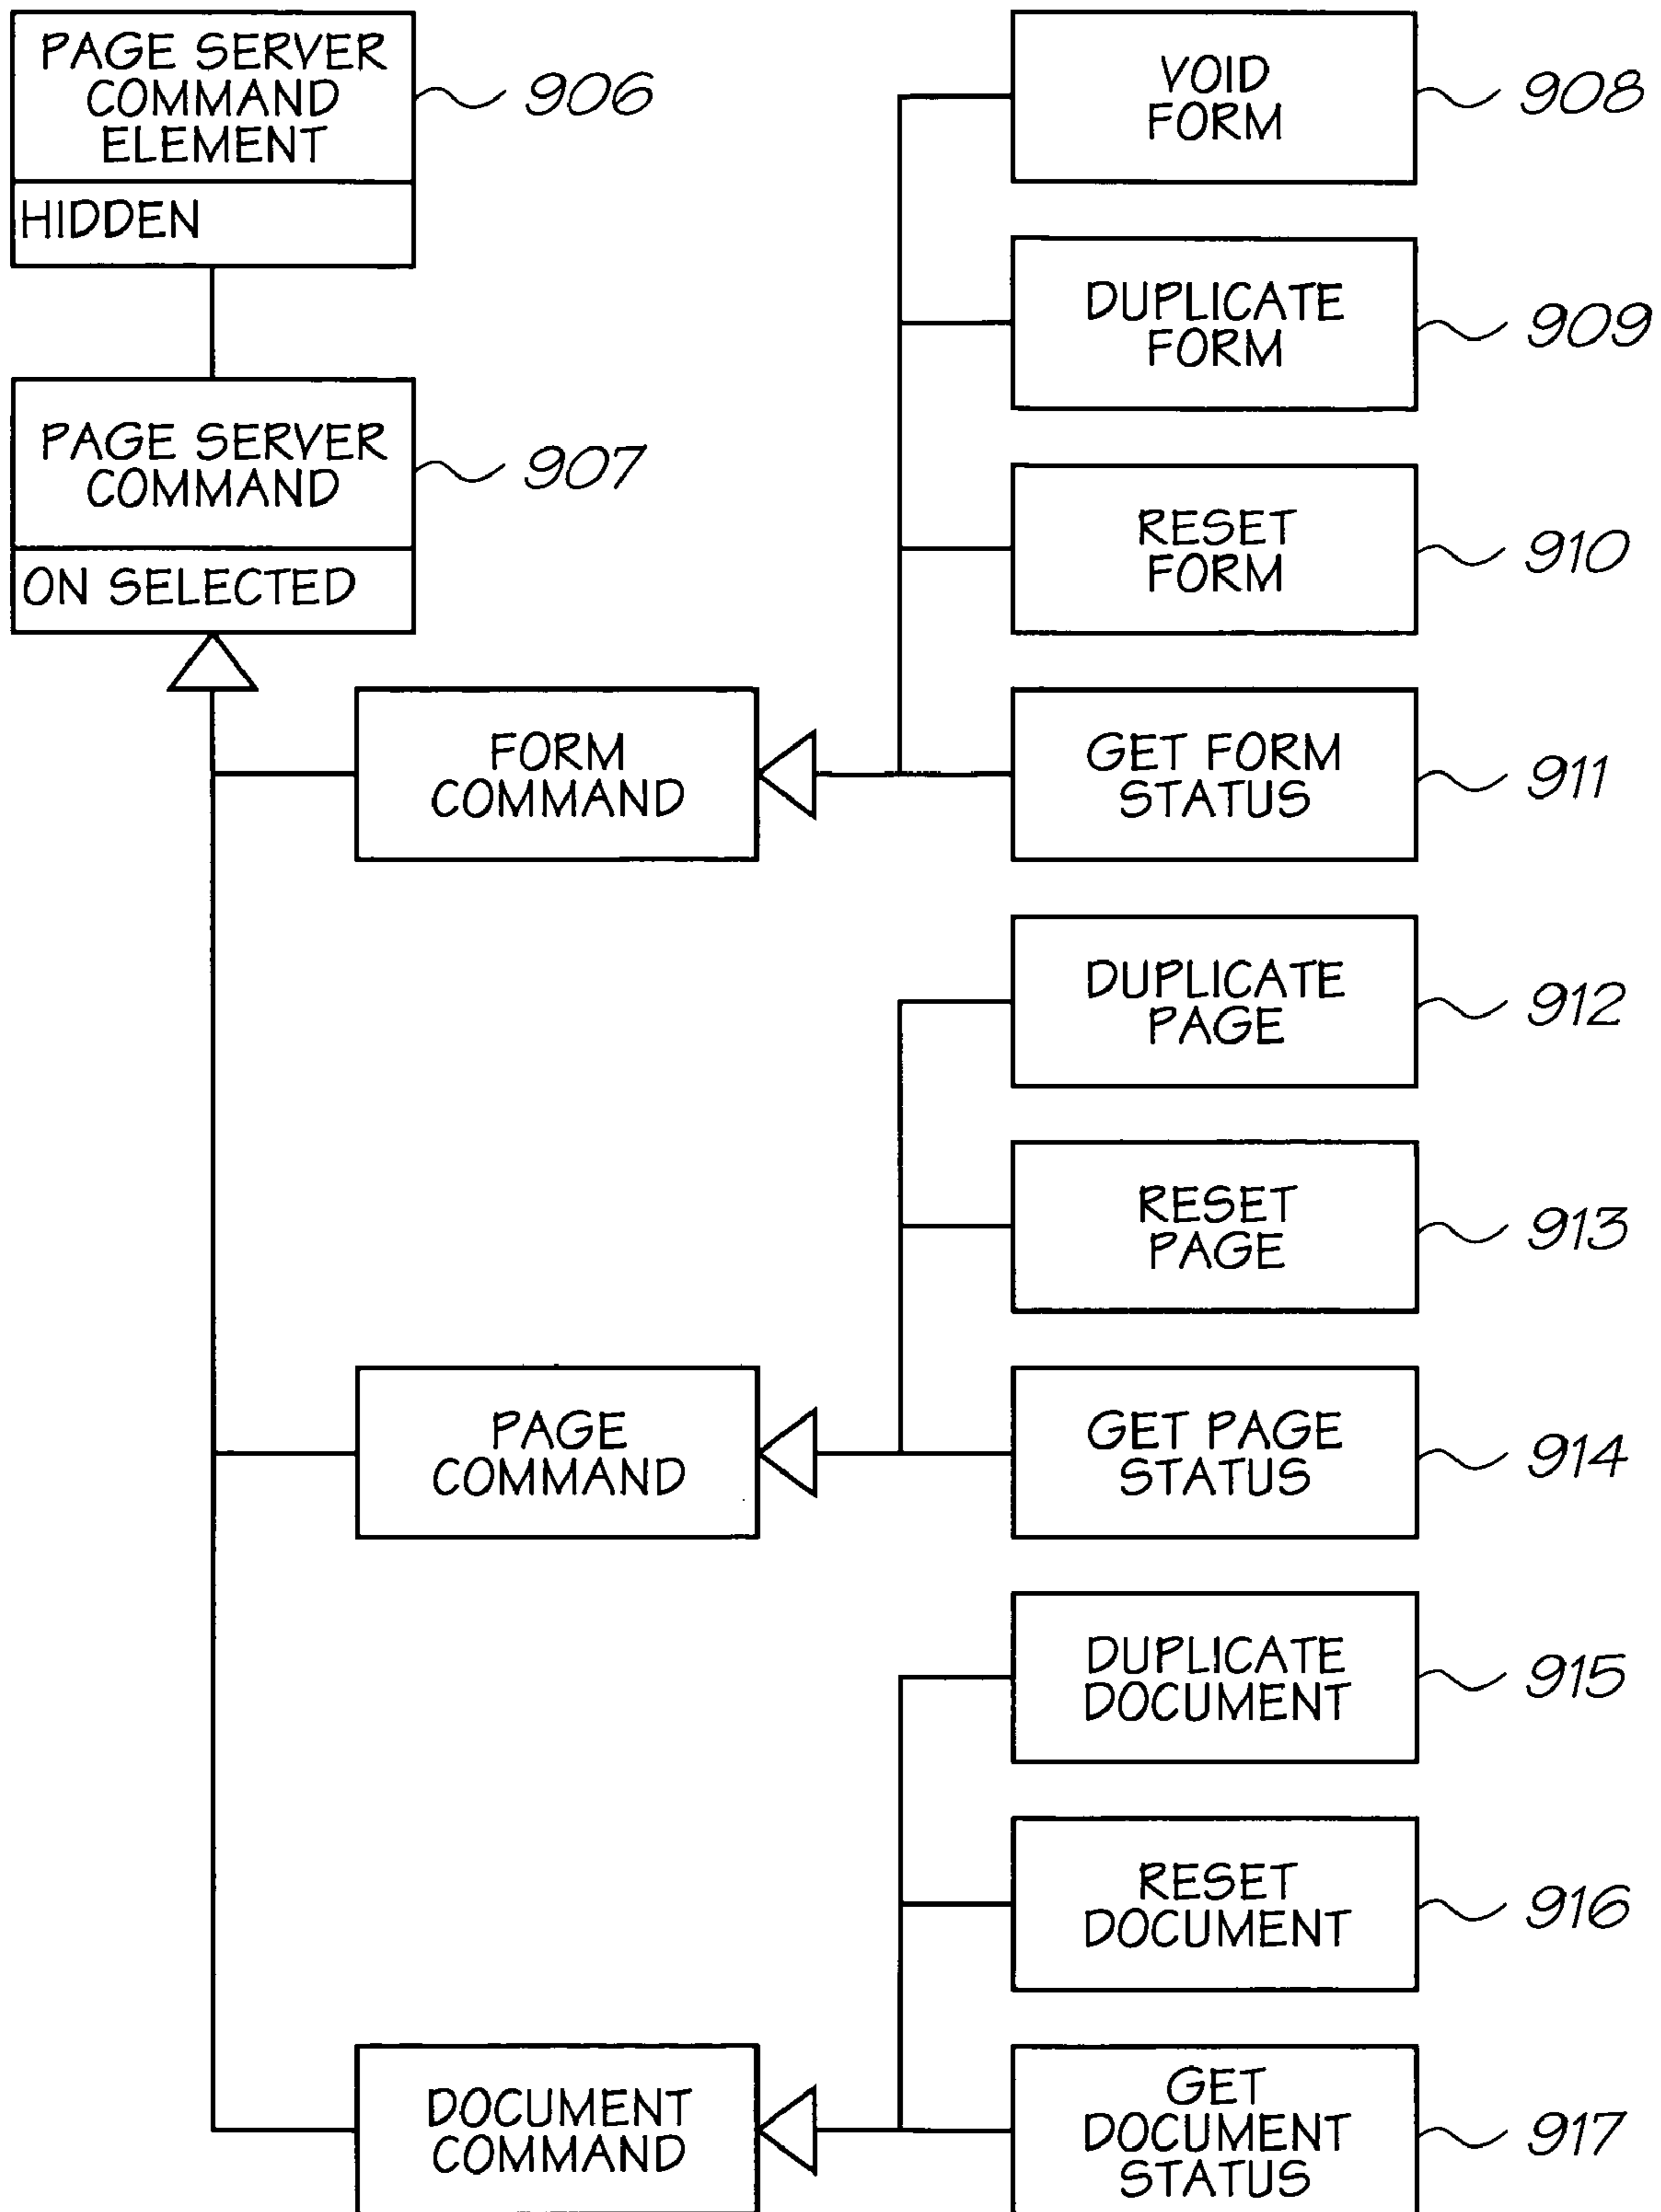 PAGE SERVER
COMMAND
ELEMENT
906
HIDDEN
PAGE SERVER
COMMAND
907
ON SELECTED
VOID
FORM
908
DUPLICATE
FORM
909
RESET
FORM
910
FORM
COMMAND
GET FORM
STATUS
911
DUPLICATE
PAGE
912
RESET
PAGE
913
PAGE
COMMAND
GET PAGE
STATUS
914
DUPLICATE
DOCUMENT
915
RESET
DOCUMENT
916
DOCUMENT
COMMAND
GET
DOCUMENT
STATUS
917